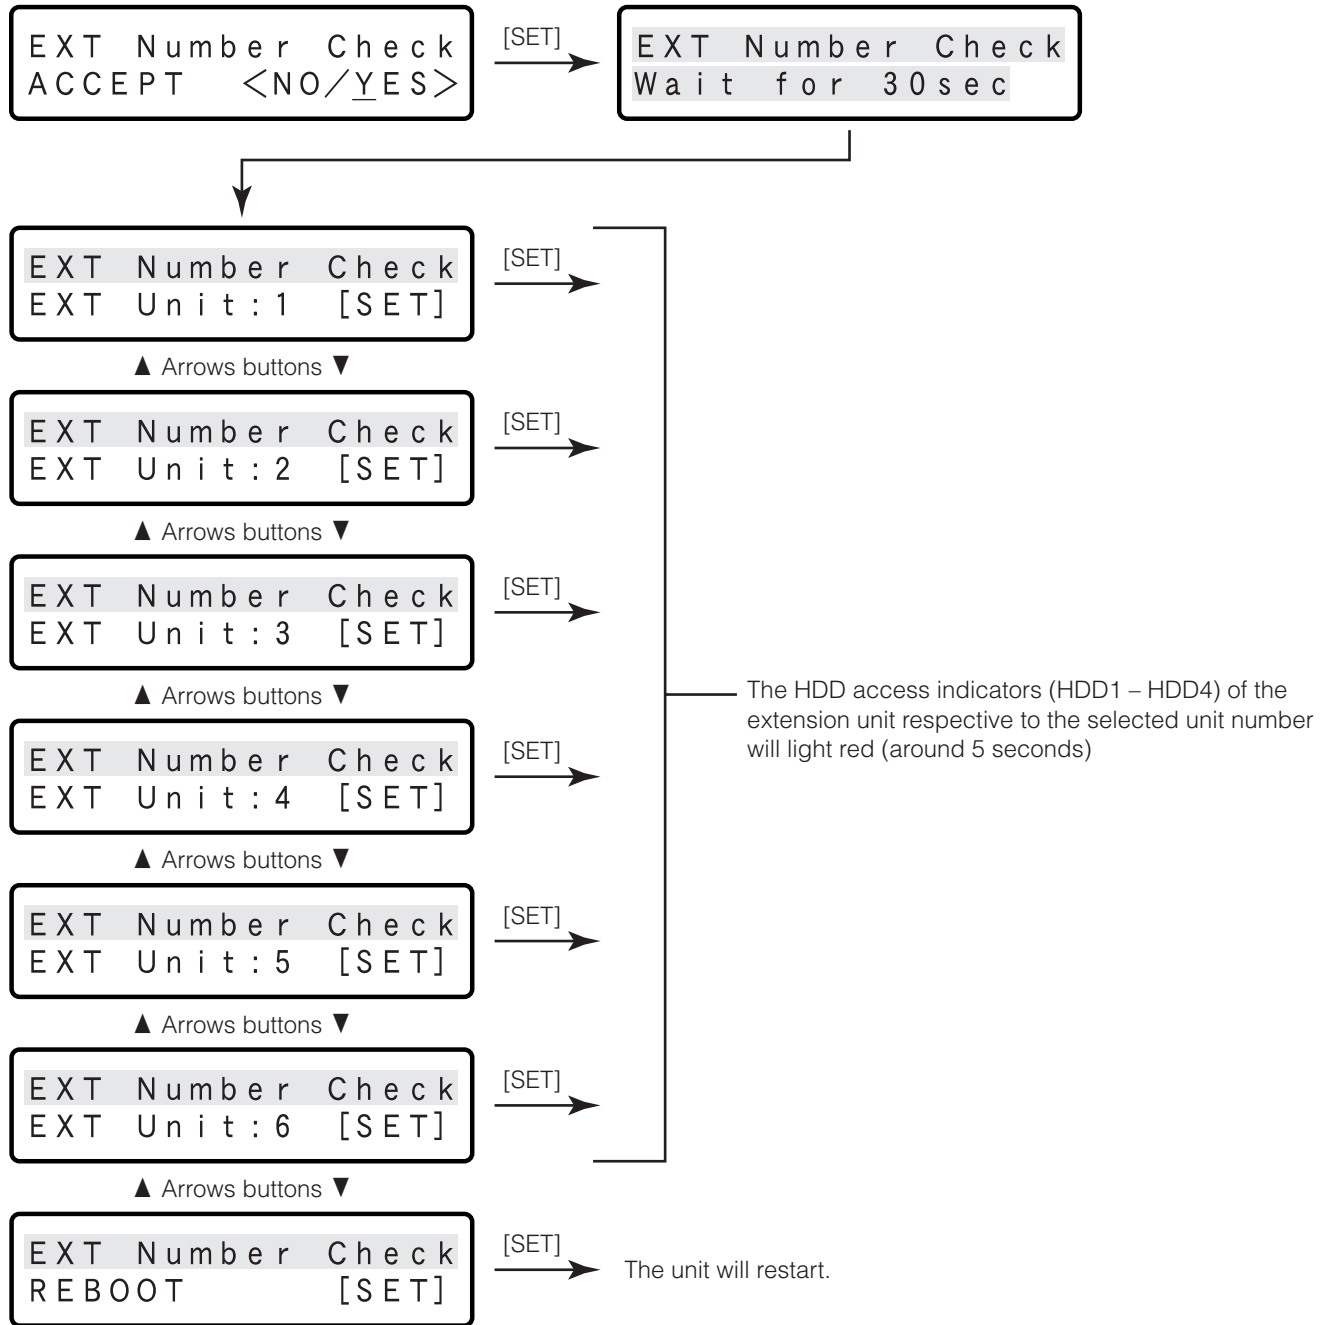 EXT Number Check
ACCEPT <NO/YES>
[SET]
EXT Number Check
Wait for 30sec
EXT Number Check
EXT Unit:1 [SET]
[SET]
▲ Arrows buttons ▼
EXT Number Check
EXT Unit:2 [SET]
[SET]
▲ Arrows buttons ▼
EXT Number Check
EXT Unit:3 [SET]
[SET]
▲ Arrows buttons ▼
EXT Number Check
EXT Unit:4 [SET]
[SET]
▲ Arrows buttons ▼
EXT Number Check
EXT Unit:5 [SET]
[SET]
▲ Arrows buttons ▼
EXT Number Check
EXT Unit:6 [SET]
[SET]
The HDD access indicators (HDD1 – HDD4) of the
extension unit respective to the selected unit number
will light red (around 5 seconds)
▲ Arrows buttons ▼
EXT Number Check
REBOOT [SET]
[SET]
The unit will restart.